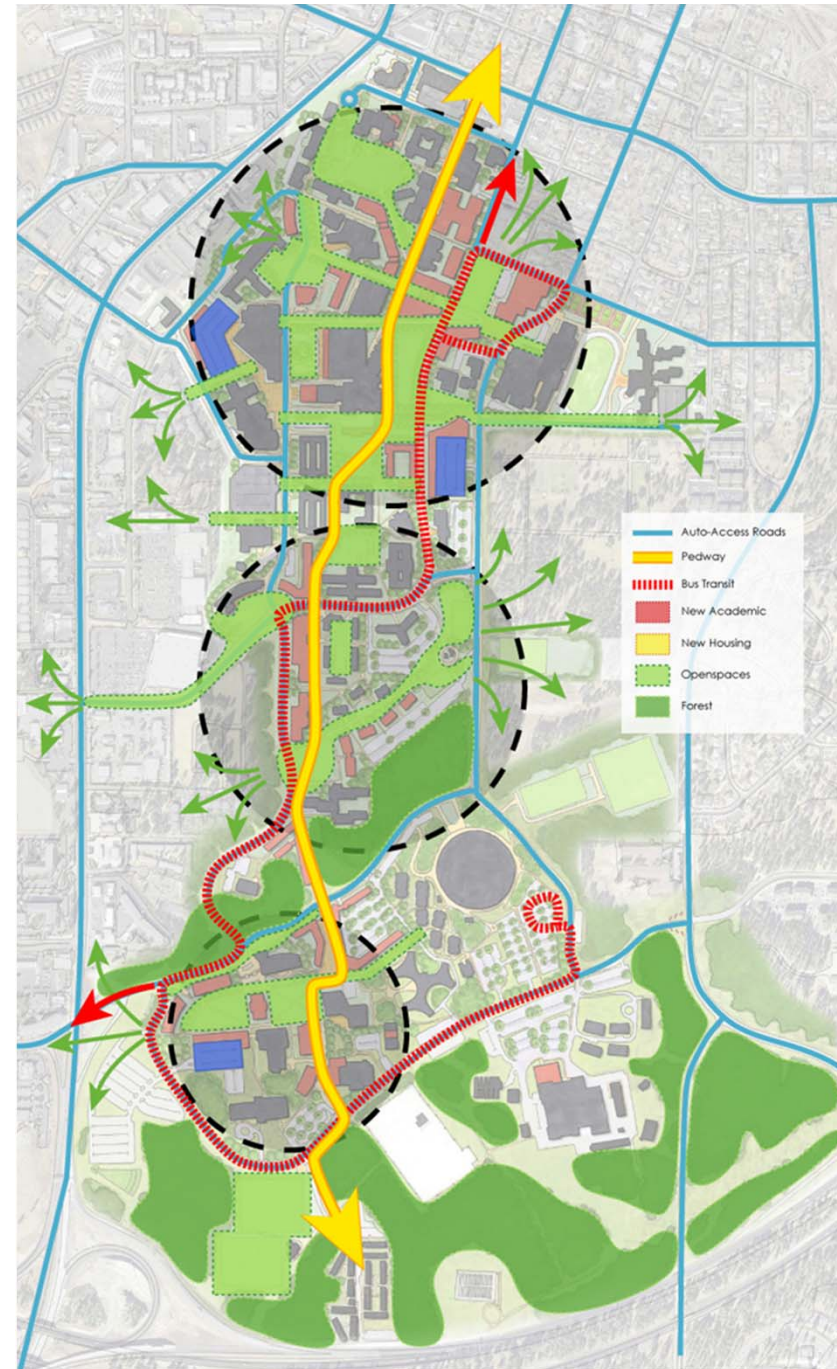 Auto-Access Roads
Pedway
Bus Transit
New Academic
New Housing
Openspaces
Forest